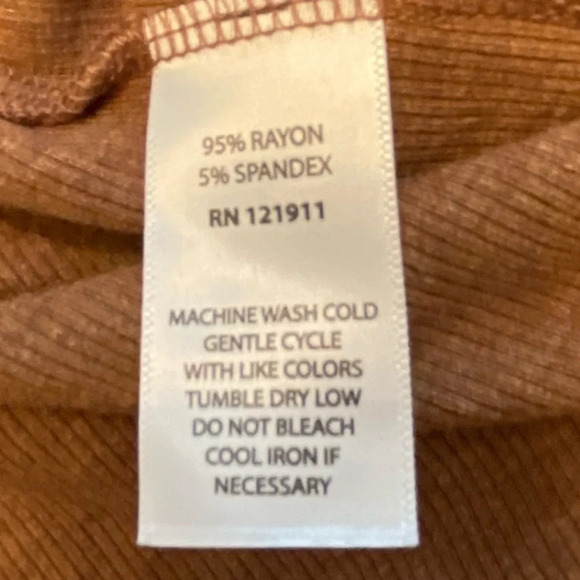 95% RAYON
5% SPANDEX
RN 121911
MACHINE WASH COLD
GENTLE CYCLE
WITH LIKE COLORS
TUMBLE DRY LOW
DO NOT BLEACH
COOL IRON IF
NECESSARY